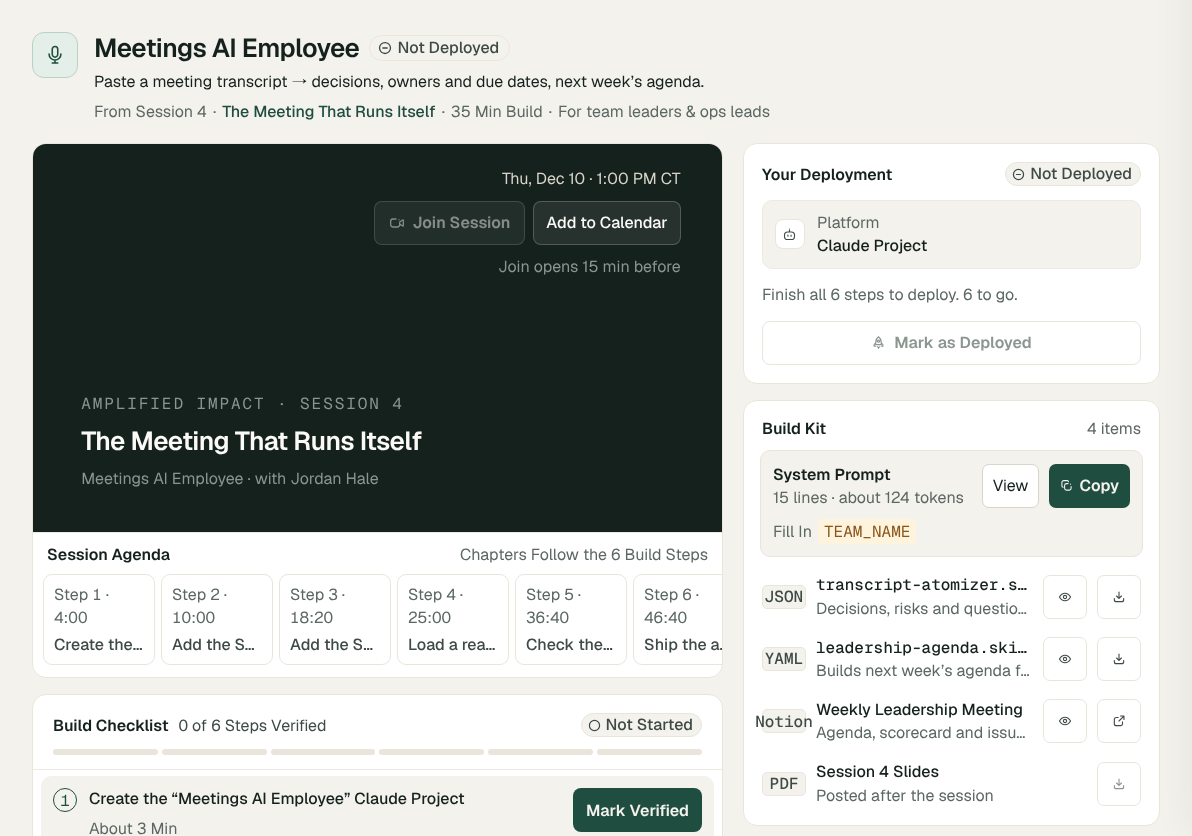 Meetings AI Employee
Not Deployed
Paste a meeting transcript → decisions, owners and due dates, next week’s agenda.
From Session 4 · The Meeting That Runs Itself · 35 Min Build · For team leaders & ops leads
Thu, Dec 10 · 1:00 PM CT
Join Session
Add to Calendar
Join opens 15 min before
AMPLIFIED IMPACT · SESSION 4
The Meeting That Runs Itself
Meetings AI Employee · with Jordan Hale
Session Agenda
Chapters Follow the 6 Build Steps
Step 1 ·
4:00
Create the…
Step 2 ·
10:00
Add the S…
Step 3 ·
18:20
Add the S…
Step 4 ·
25:00
Load a rea…
Step 5 ·
36:40
Check the…
Step 6 ·
46:40
Ship the a…
Build Checklist
0 of 6 Steps Verified
Not Started
1
Create the “Meetings AI Employee” Claude Project
About 3 Min
Mark Verified
Your Deployment
Not Deployed
Platform
Claude Project
Finish all 6 steps to deploy. 6 to go.
Mark as Deployed
Build Kit
4 items
System Prompt
15 lines · about 124 tokens
View
Copy
Fill In TEAM_NAME
JSON
transcript-atomizer.s…
Decisions, risks and questio…
YAML
leadership-agenda.ski…
Builds next week’s agenda f…
Notion
Weekly Leadership Meeting
Agenda, scorecard and issu…
PDF
Session 4 Slides
Posted after the session